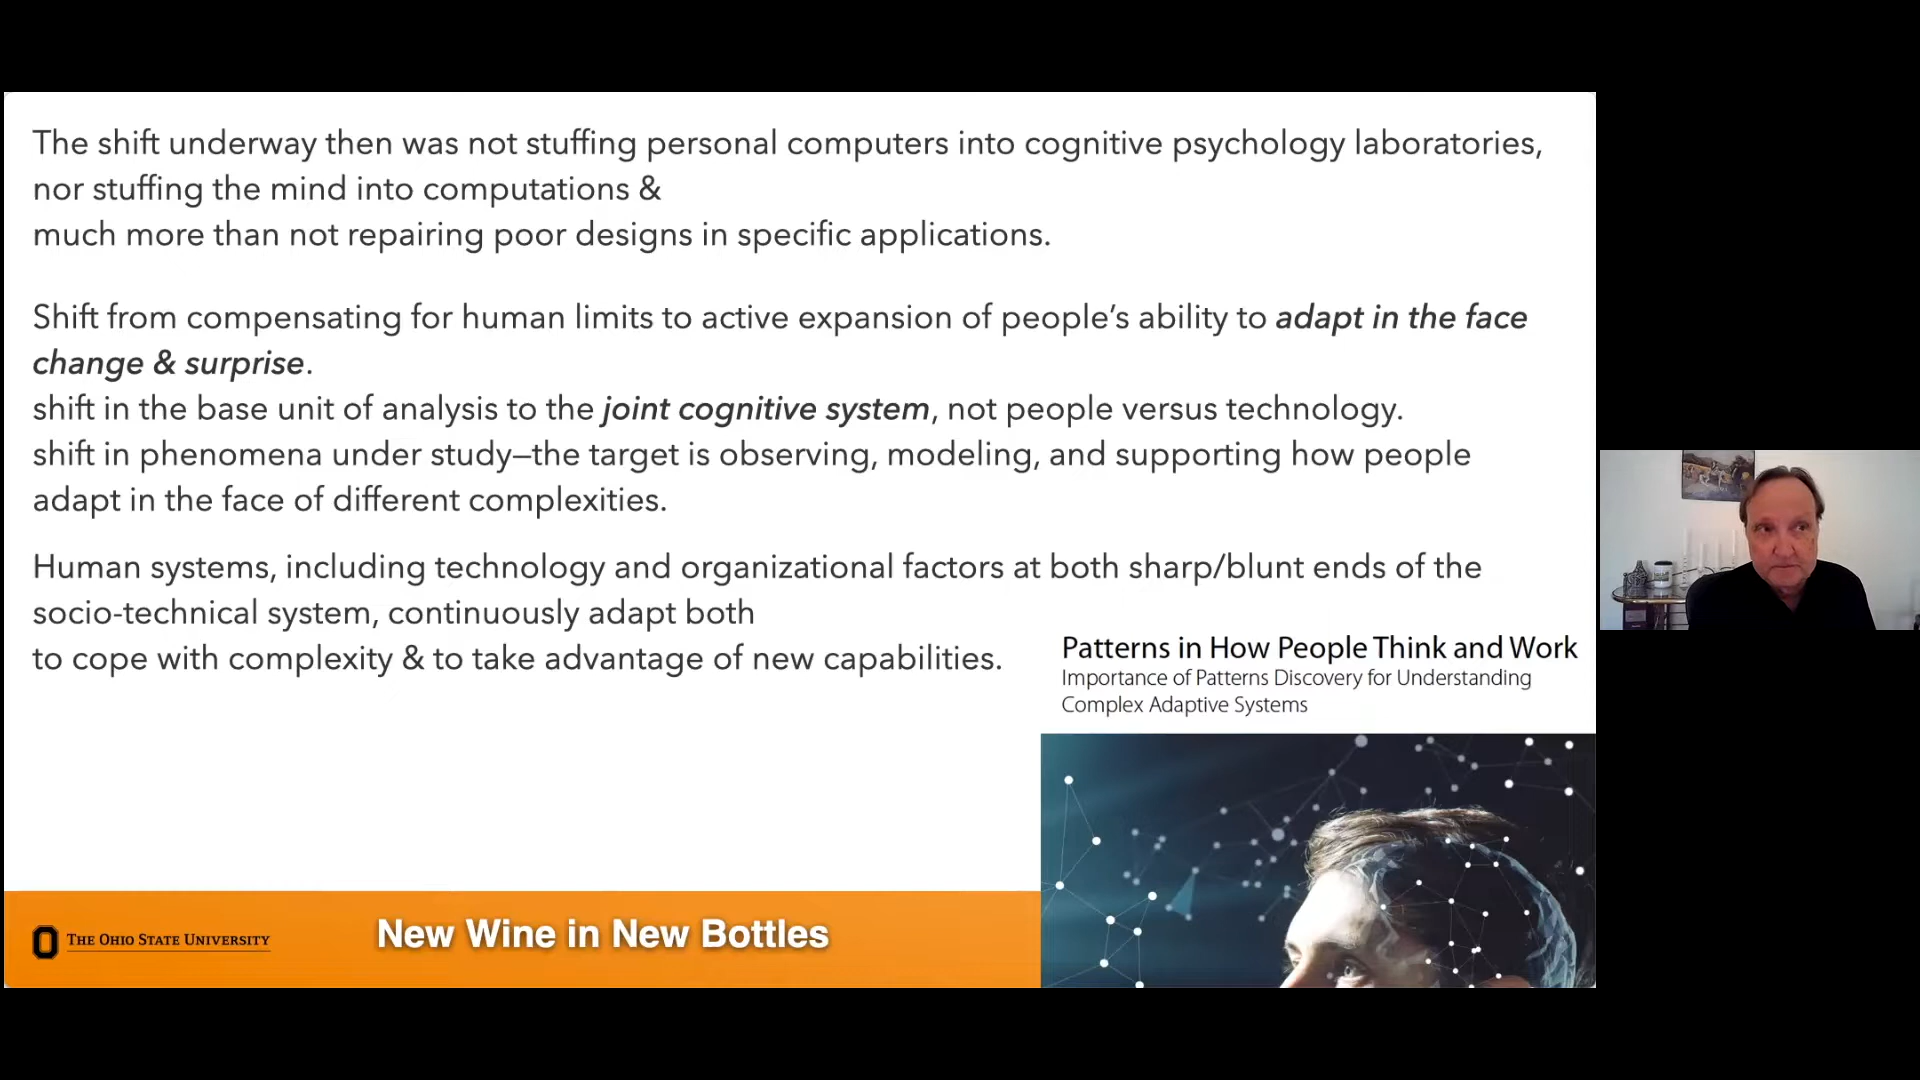 The shift underway then was not stuffing personal computers into cognitive psychology laboratories,
nor stuffing the mind into computations &
much more than not repairing poor designs in specific applications.
Shift from compensating for human limits to active expansion of people’s ability to adapt in the face
change & surprise.
shift in the base unit of analysis to the joint cognitive system, not people versus technology.
shift in phenomena under study—the target is observing, modeling, and supporting how people
adapt in the face of different complexities.
Human systems, including technology and organizational factors at both sharp/blunt ends of the
socio-technical system, continuously adapt both
to cope with complexity & to take advantage of new capabilities.
Patterns in How People Think and Work
Importance of Patterns Discovery for Understanding
Complex Adaptive Systems
The Ohio State University
New Wine in New Bottles